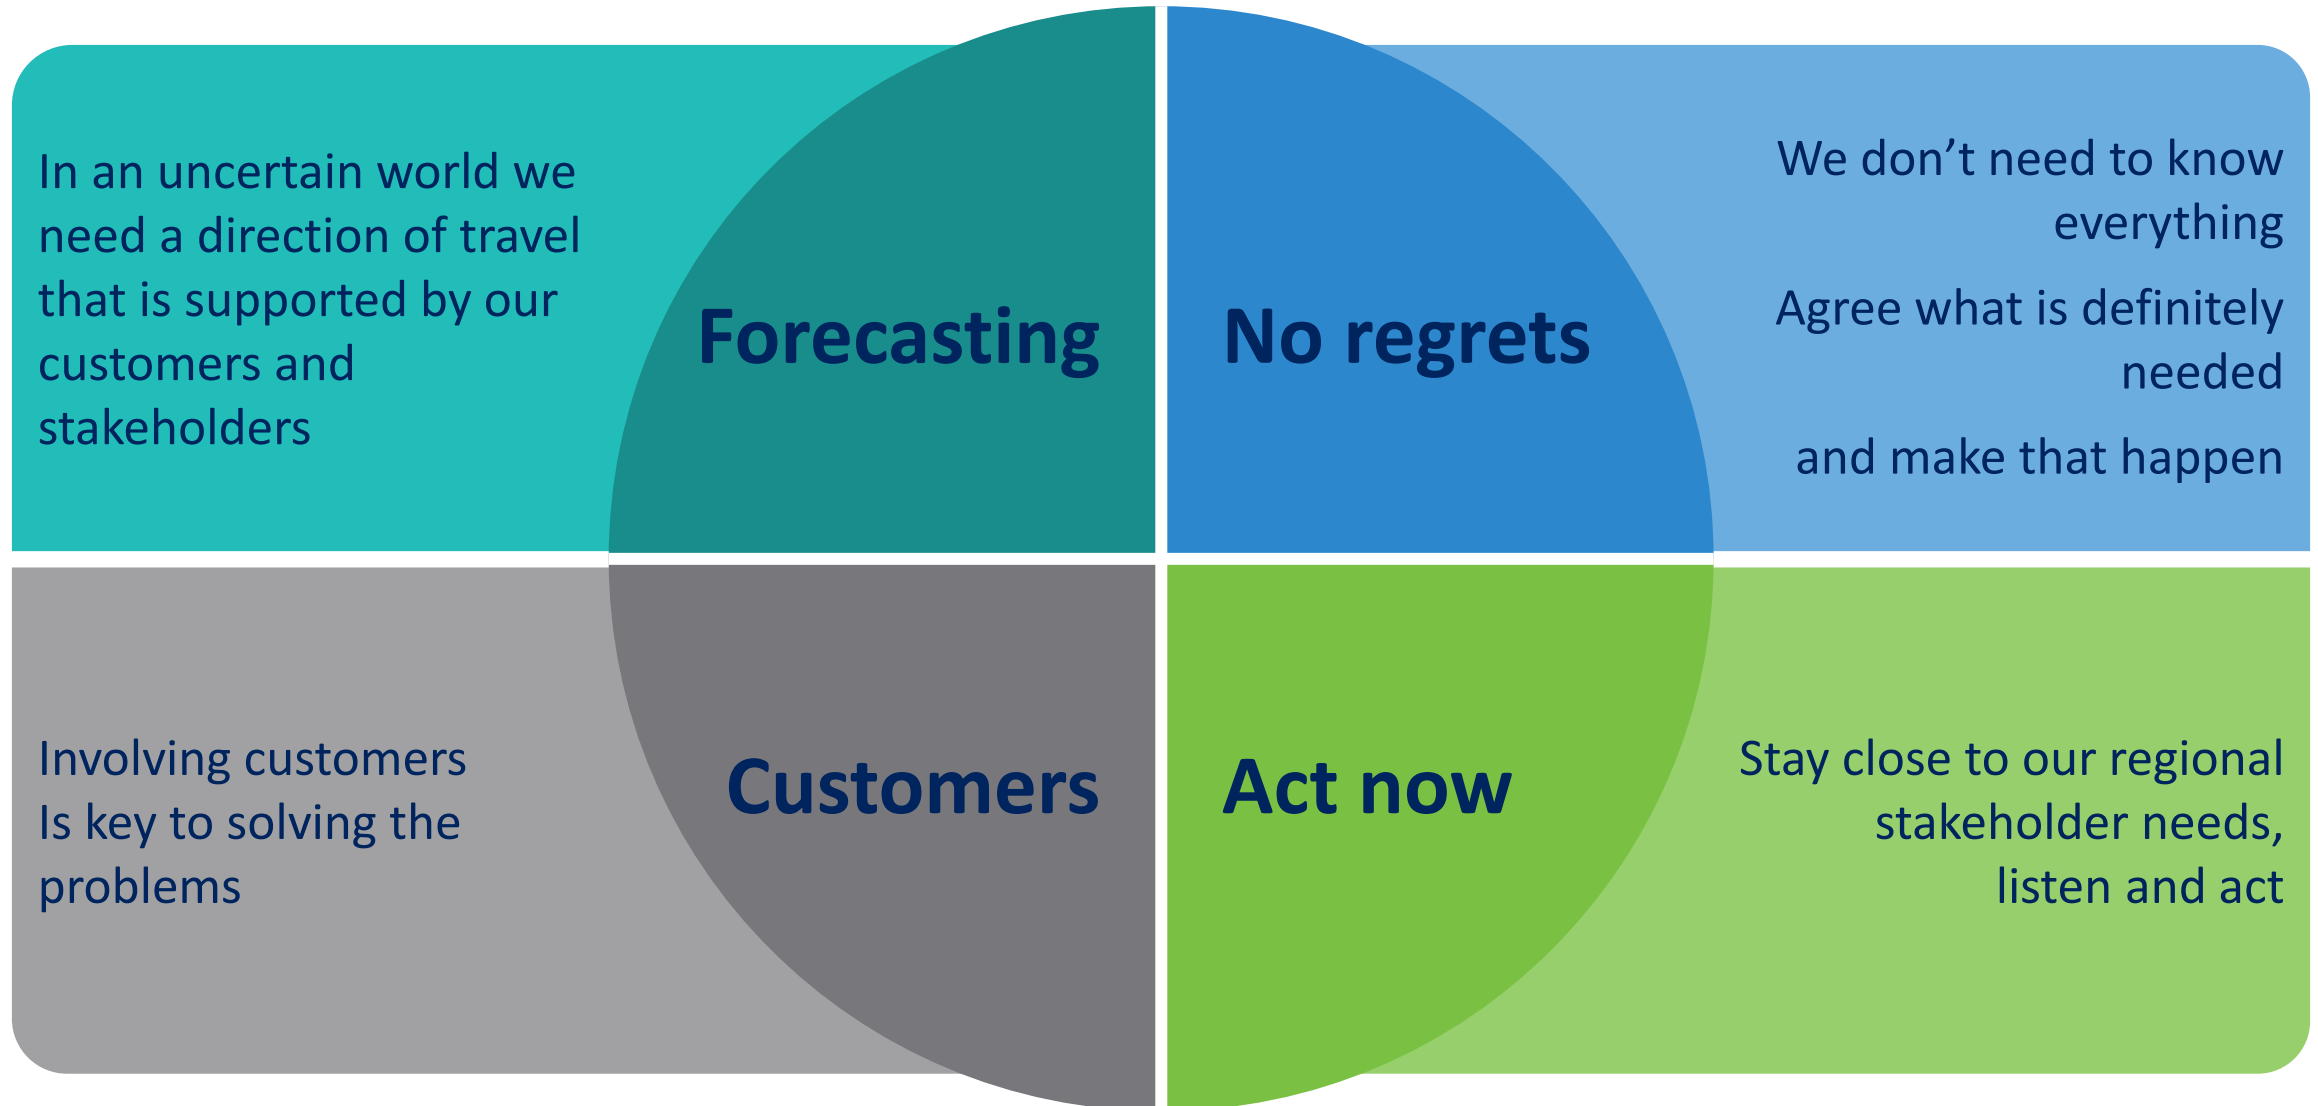 In an uncertain world we
need a direction of travel
that is supported by our
customers and
stakeholders
Forecasting
No regrets
We don’t need to know
everything
Agree what is definitely
needed
and make that happen
Involving customers
Is key to solving the
problems
Customers
Act now
Stay close to our regional
stakeholder needs,
listen and act